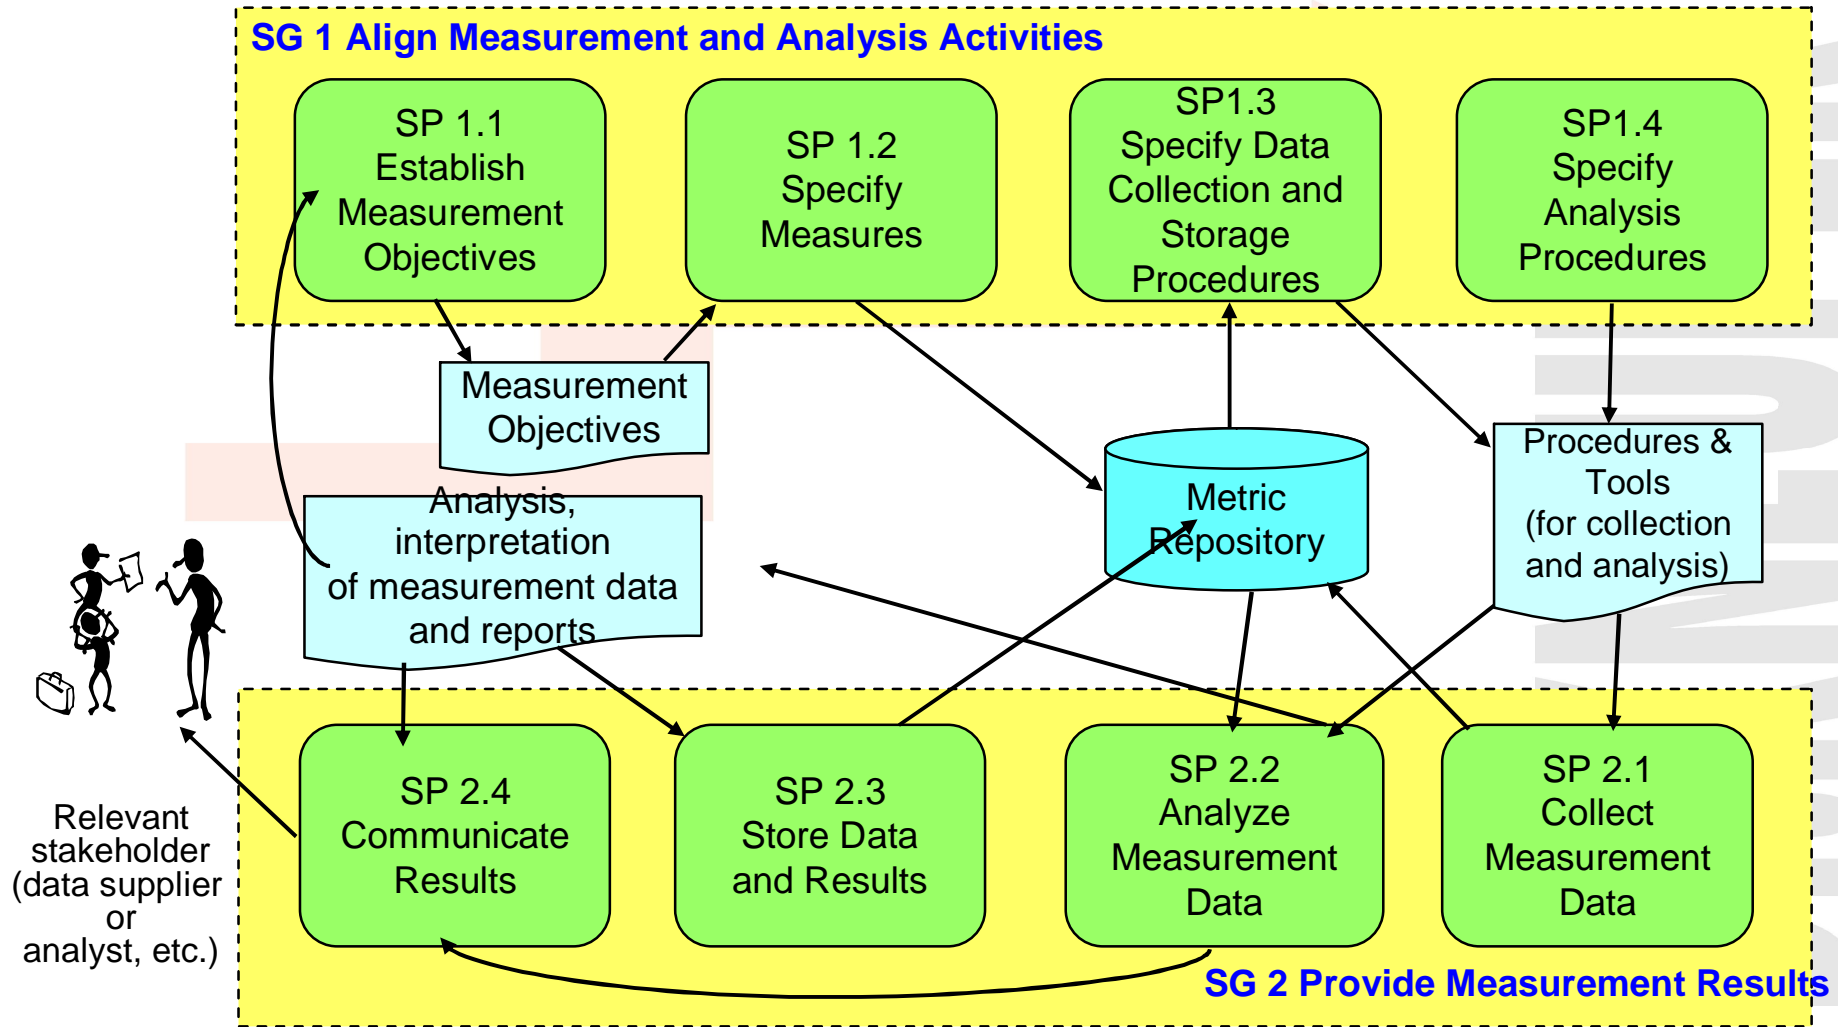 SG 1 Align Measurement and Analysis Activities
SP 1.1
Establish
Measurement
Objectives
SP 1.2
Specify
Measures
SP1.3
Specify Data
Collection and
Storage
Procedures
SP1.4
Specify
Analysis
Procedures
Measurement
Objectives
Analysis,
interpretation
of measurement data
and reports
Metric
Repository
Procedures &
Tools
(for collection
and analysis)
Relevant
stakeholder
(data supplier
or
analyst, etc.)
SP 2.4
Communicate
Results
SP 2.3
Store Data
and Results
SP 2.2
Analyze
Measurement
Data
SP 2.1
Collect
Measurement
Data
SG 2 Provide Measurement Results